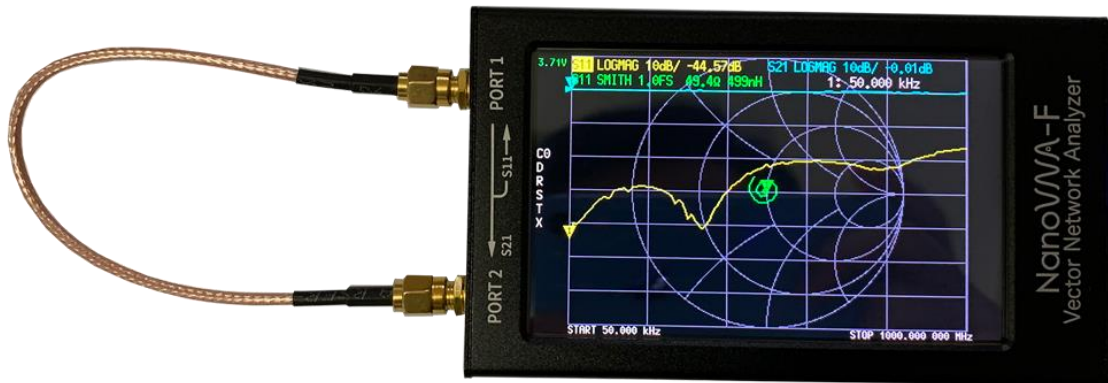 PORT 1
S11
S21
PORT 2
3.71V S11 LOGMAG 10dB/ -44.57dB S21 LOGMAG 10dB/ -0.01dB
S11 SMITH 1.0FS 49.4Ω 499nH 1: 50.000 kHz
C0
D
R
S
T
X
START 50.000 kHz STOP 1000.000 000 MHz
NanoVNA-F
Vector Network Analyzer